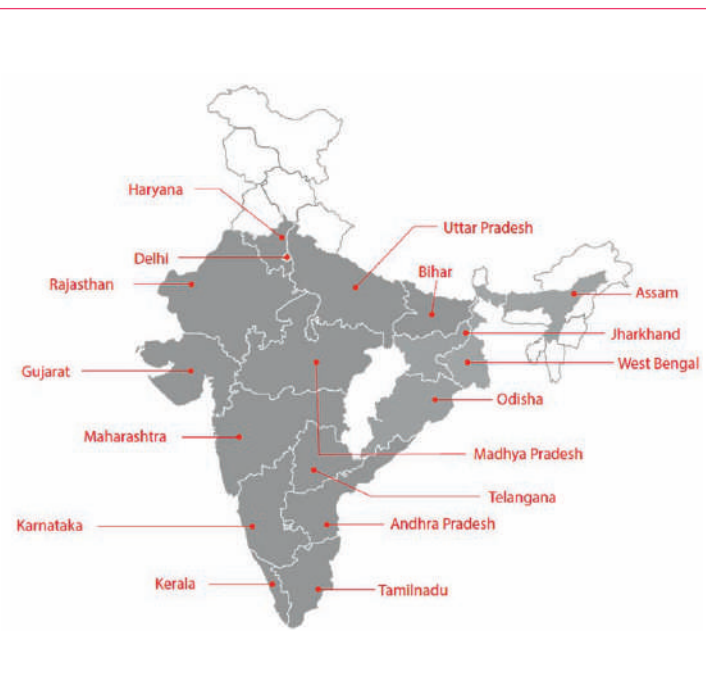 Haryana
Uttar Pradesh
Delhi
Bihar
Rajasthan
Assam
Jharkhand
West Bengal
Gujarat
Odisha
Maharashtra
Madhya Pradesh
Telangana
Karnataka
Andhra Pradesh
Kerala
Tamilnadu